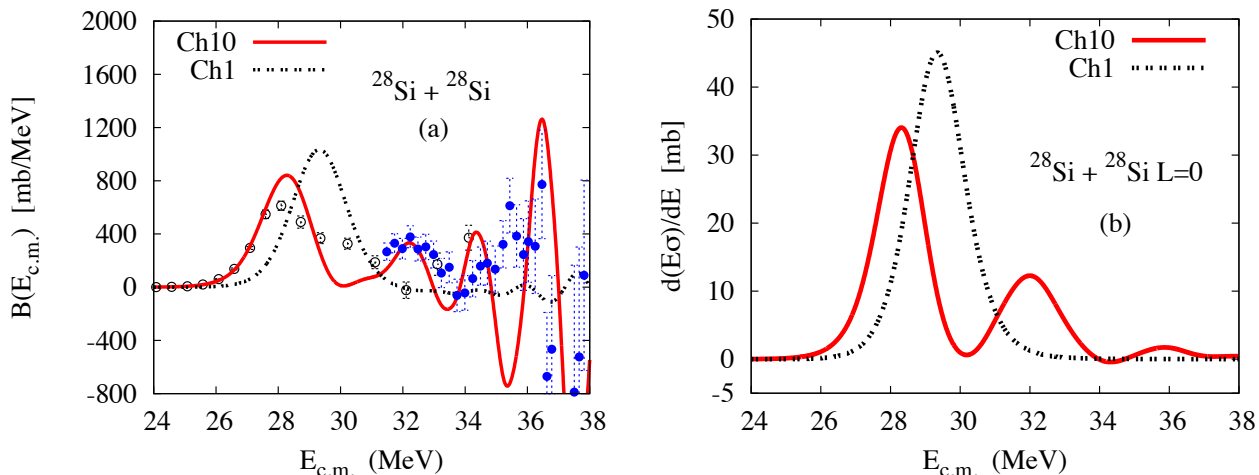 2000
1600
1200
800
400
0
-400
-800
B(E_c.m.) [mb/MeV]
Ch10
Ch1
²⁸Si + ²⁸Si
(a)
24 26 28 30 32 34 36 38
E_c.m. (MeV)
50
40
30
20
10
0
-5
d(Eσ)/dE [mb]
Ch10
Ch1
²⁸Si + ²⁸Si L=0
(b)
24 26 28 30 32 34 36 38
E_c.m. (MeV)